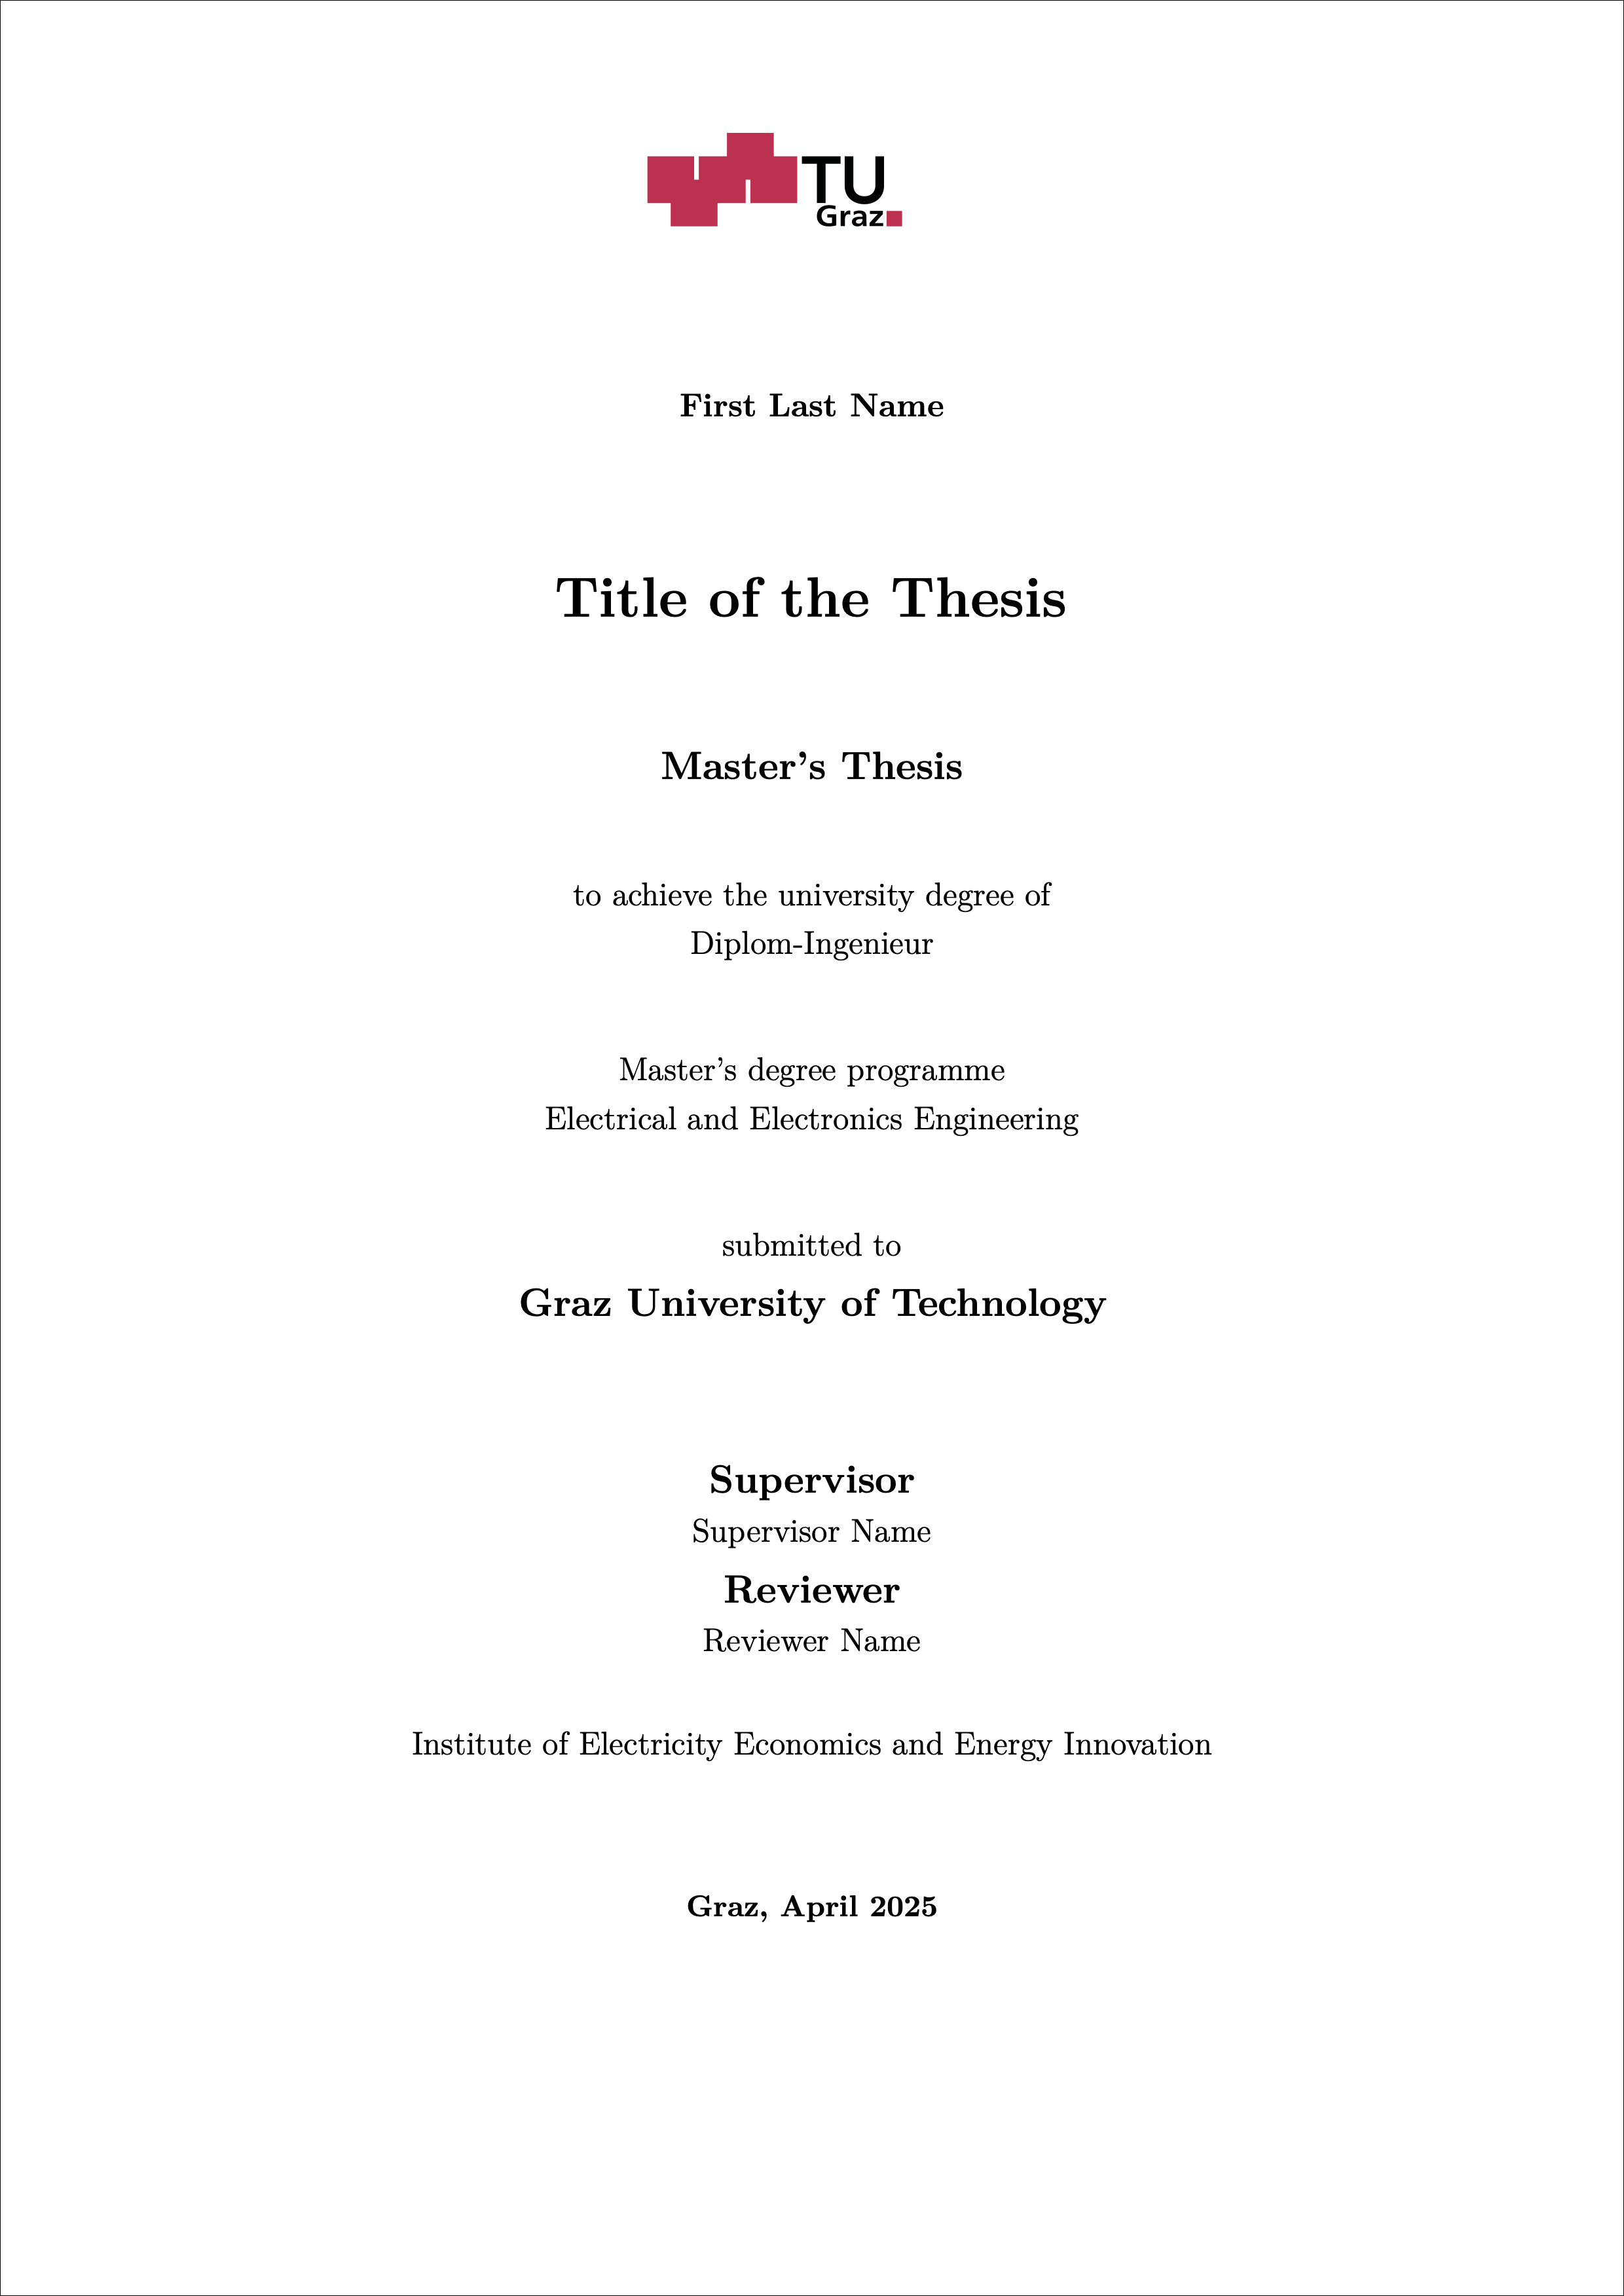 TU
Graz
First Last Name
Title of the Thesis
Master's Thesis
to achieve the university degree of
Diplom-Ingenieur
Master's degree programme
Electrical and Electronics Engineering
submitted to
Graz University of Technology
Supervisor
Supervisor Name
Reviewer
Reviewer Name
Institute of Electricity Economics and Energy Innovation
Graz, April 2025